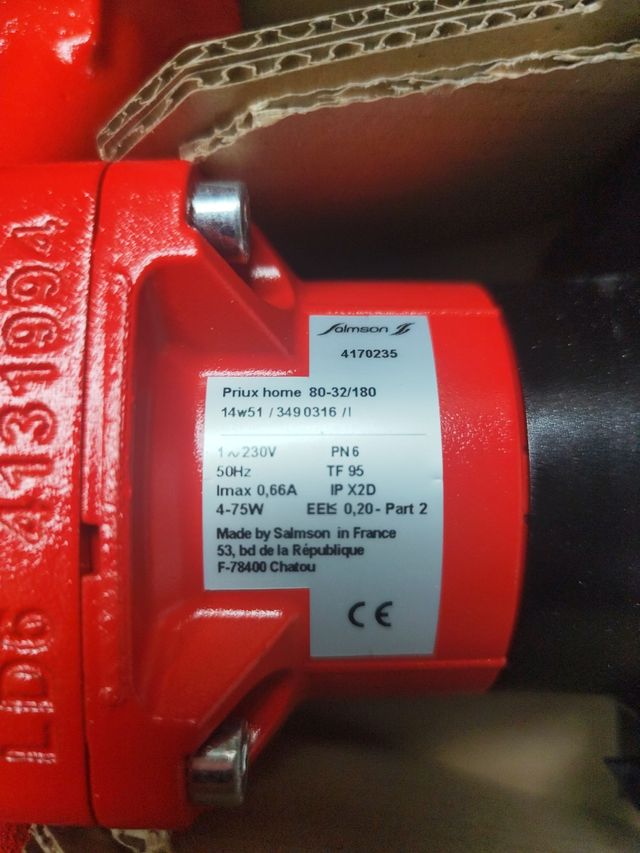 Salmson
4170235
Priux home 80-32/180
14w51 / 3490316 / I
1~230V PN6
50Hz TF 95
Imax 0,66A IP X2D
4-75W EEI≤ 0,20 - Part 2
Made by Salmson in France
53, bd de la République
F-78400 Chatou
CE
4131994
LD6